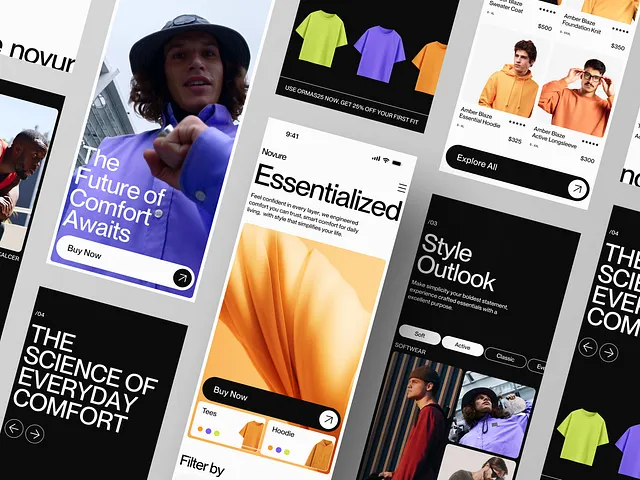 novur
The
Future of
Comfort
Awaits
Buy Now
/04
THE
SCIENCE OF
EVERYDAY
COMFORT
USE ORMAS25 NOW, GET 25% OFF YOUR FIRST FIT
9:41
Novure
Essentialized
Feel confident in every layer, we engineered
comfort you can trust, smart comfort for daily
living, with style that simplifies your life.
Buy Now
Tees
Hoodie
Filter by
Amber Blaze
Sweater Coat
$500
Amber Blaze
Foundation Knit
$350
Amber Blaze
Essential Hoodie
$325
Amber Blaze
Active Longsleeve
$300
Explore All
/03
Style
Outlook
Make simplicity your boldest statement,
experience crafted essentials with a
excellent purpose.
Soft
Active
Classic
SOFTWEAR
/04
THE
SCIE
EVE
COM